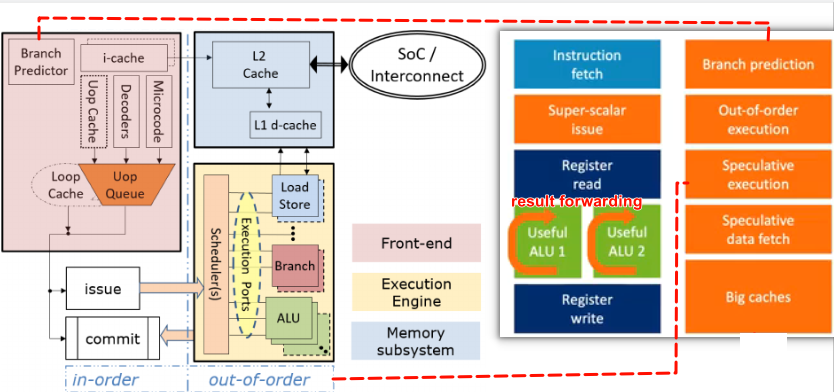 Branch
Predictor
i-cache
Uop Cache
Decoders
Microcode
Loop
Cache
Uop
Queue
L2
Cache
L1 d-cache
SoC /
Interconnect
Scheduler(s)
Execution Ports
Load
Store
Branch
ALU
issue
commit
in-order
out-of-order
Front-end
Execution
Engine
Memory
subsystem
Instruction
fetch
Super-scalar
issue
Register
read
result forwarding
Useful
ALU 1
Useful
ALU 2
Register
write
Branch prediction
Out-of-order
execution
Speculative
execution
Speculative
data fetch
Big caches